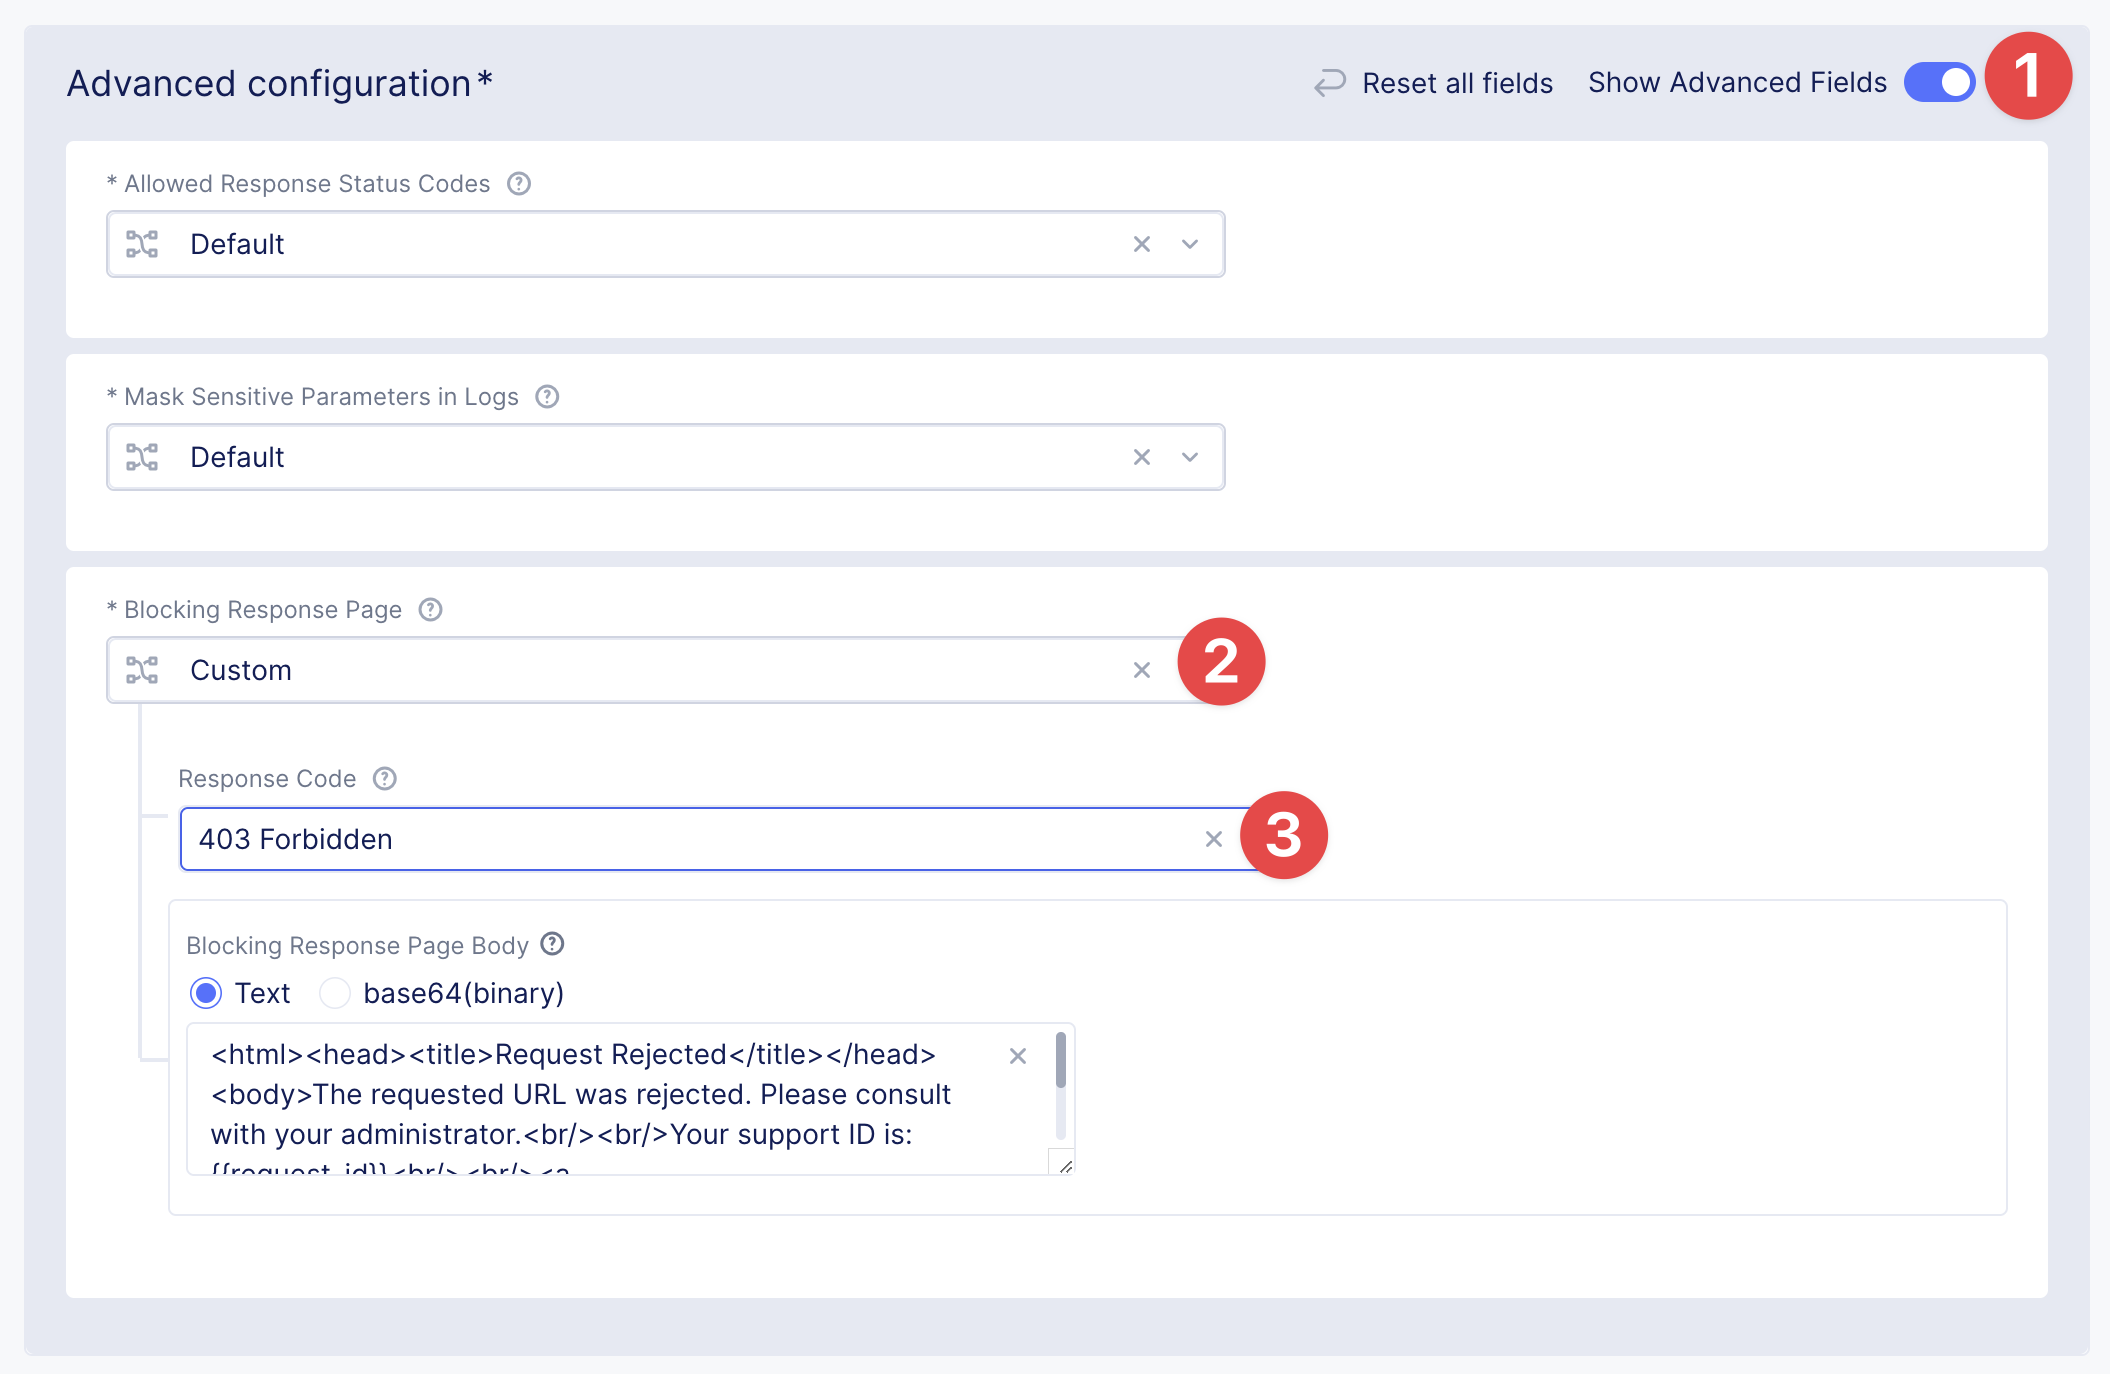 Advanced configuration*
Reset all fields
Show Advanced Fields
1
* Allowed Response Status Codes
Default
* Mask Sensitive Parameters in Logs
Default
* Blocking Response Page
Custom
2
Response Code
403 Forbidden
3
Blocking Response Page Body
Text
base64(binary)
<html><head><title>Request Rejected</title></head>
<body>The requested URL was rejected. Please consult
with your administrator.<br/><br/>Your support ID is:
{{request_id}}<br/><br/><a